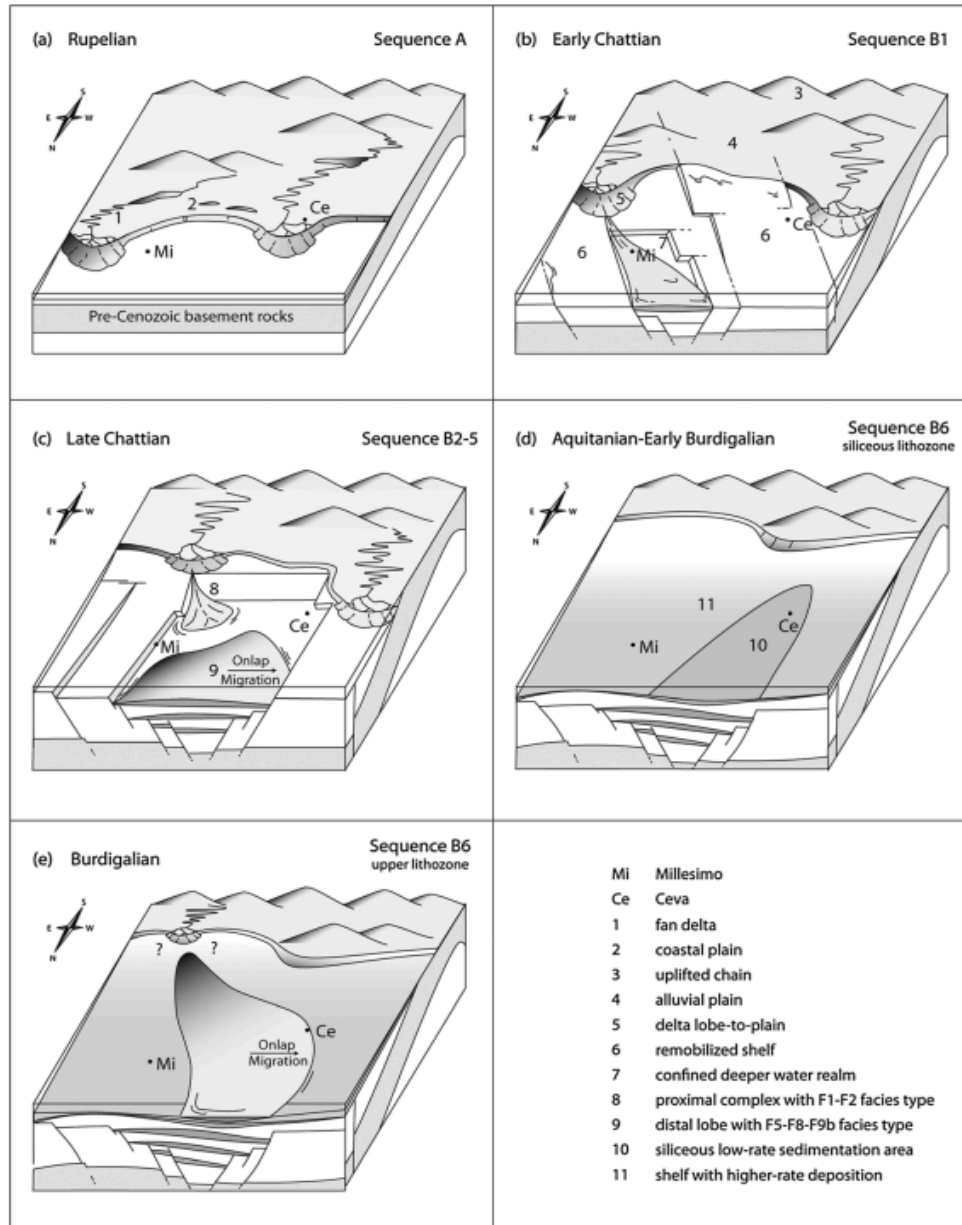 (a) Rupelian Sequence A
S
E W
N
1
2
Ce
Mi
Pre-Cenozoic basement rocks
(b) Early Chattian Sequence B1
S
E W
N
3
4
5
Ce
6
7
6
Mi
(c) Late Chattian Sequence B2-5
S
E W
N
8
Ce
Mi
9 Onlap
Migration
(d) Aquitanian-Early Burdigalian Sequence B6
siliceous lithozone
S
E W
N
11
Ce
Mi
10
(e) Burdigalian Sequence B6
upper lithozone
S
E W
N
? ?
Ce
Onlap
Migration
Mi
Mi Millesimo
Ce Ceva
1 fan delta
2 coastal plain
3 uplifted chain
4 alluvial plain
5 delta lobe-to-plain
6 remobilized shelf
7 confined deeper water realm
8 proximal complex with F1-F2 facies type
9 distal lobe with F5-F8-F9b facies type
10 siliceous low-rate sedimentation area
11 shelf with higher-rate deposition